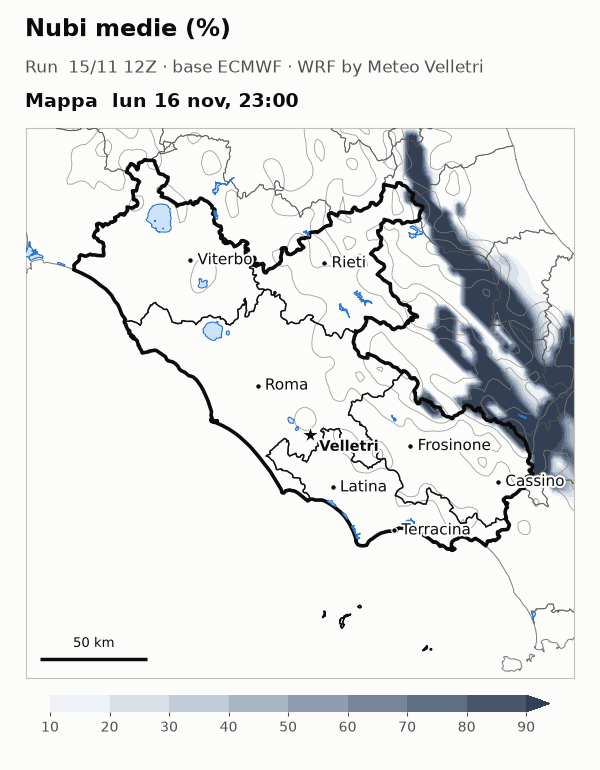 Nubi medie (%)
Run 15/11 12Z · base ECMWF · WRF by Meteo Velletri
Mappa lun 16 nov, 23:00
Viterbo
Rieti
Roma
Velletri
Frosinone
Latina
Cassino
Terracina
50 km
10 20 30 40 50 60 70 80 90